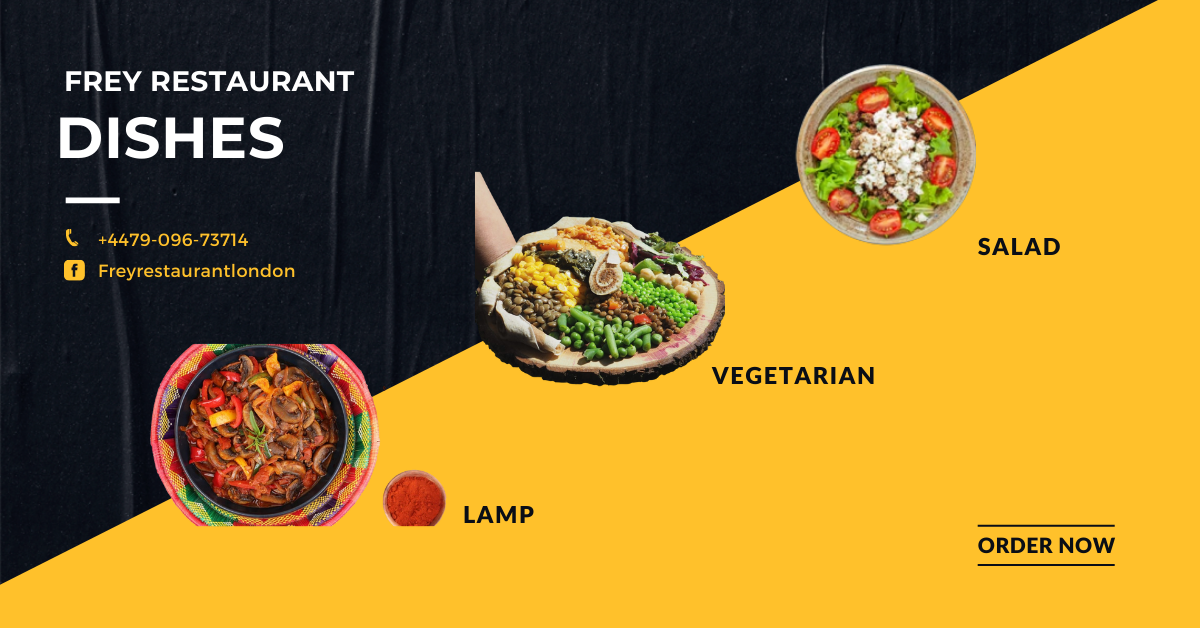 FREY RESTAURANT
DISHES
+4479-096-73714
Freyrestaurantlondon
SALAD
VEGETARIAN
LAMP
ORDER NOW